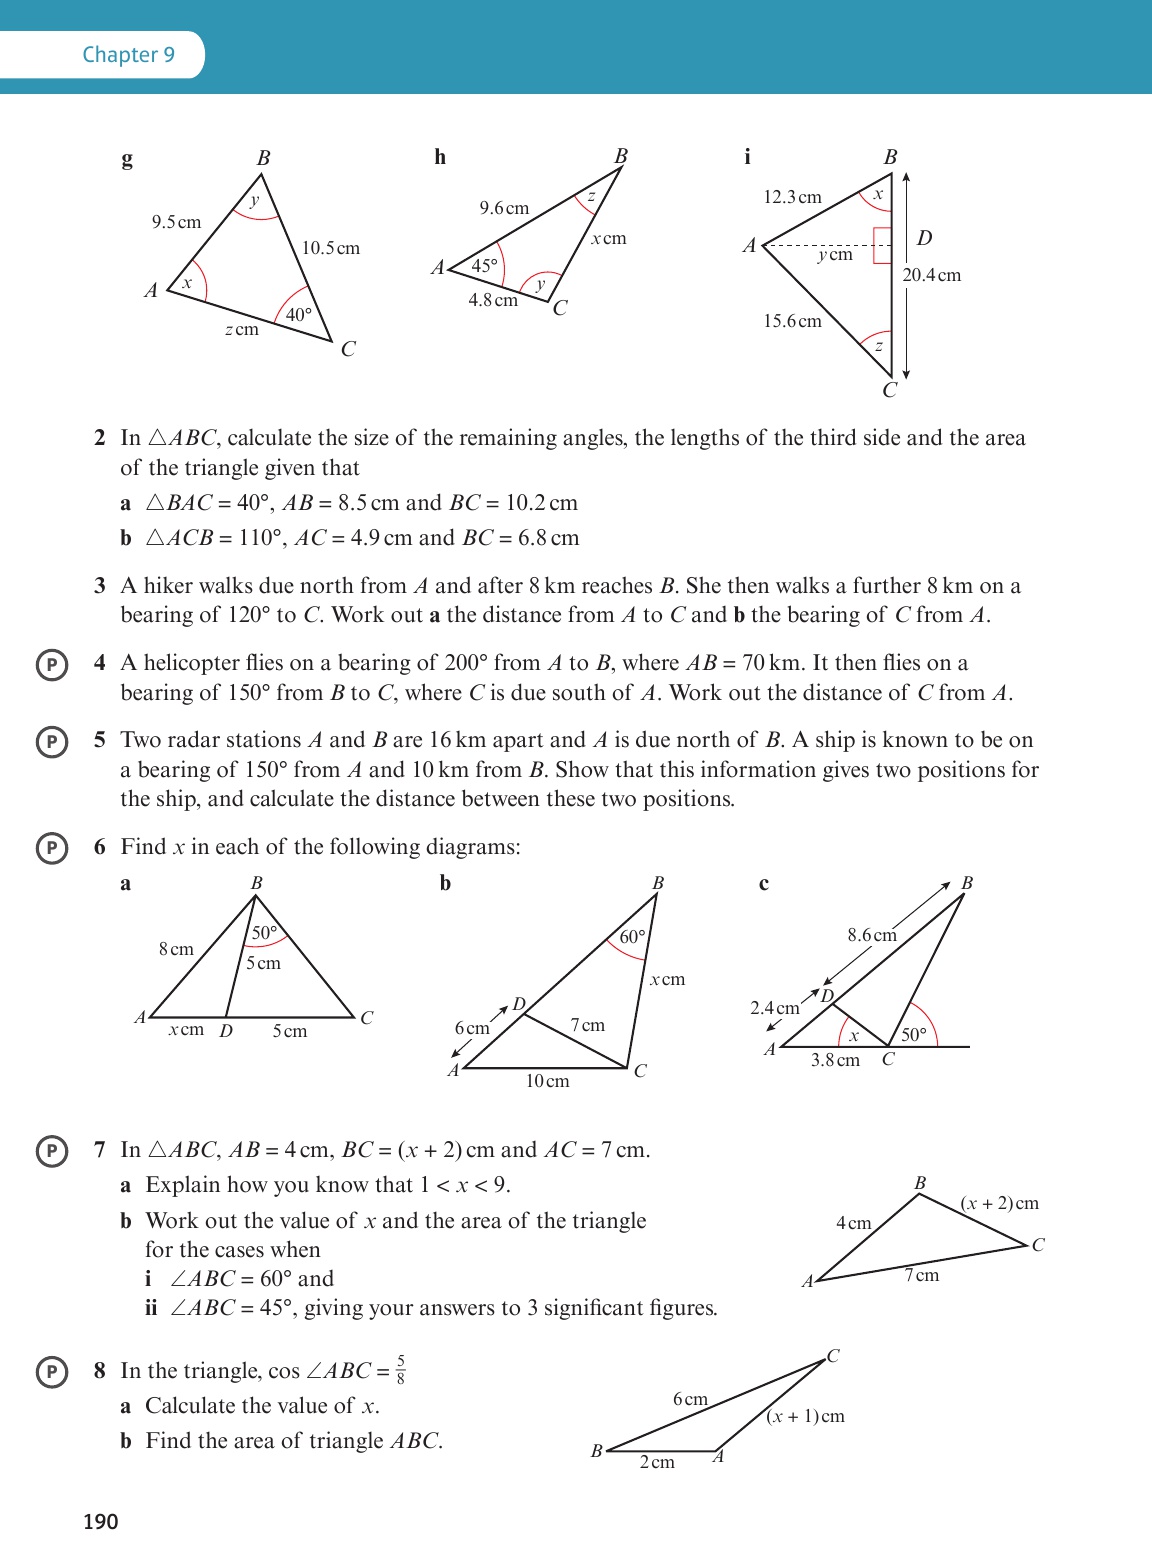 Chapter 9
g
B
y
9.5 cm
10.5 cm
A
x
40°
z cm
C
h
B
z
9.6 cm
x cm
A
45°
y
4.8 cm
C
i
B
12.3 cm
x
D
A
y cm
20.4 cm
15.6 cm
z
C
2 In △ABC, calculate the size of the remaining angles, the lengths of the third side and the area
of the triangle given that
a △BAC = 40°, AB = 8.5 cm and BC = 10.2 cm
b △ACB = 110°, AC = 4.9 cm and BC = 6.8 cm
3 A hiker walks due north from A and after 8 km reaches B. She then walks a further 8 km on a
bearing of 120° to C. Work out a the distance from A to C and b the bearing of C from A.
P 4 A helicopter flies on a bearing of 200° from A to B, where AB = 70 km. It then flies on a
bearing of 150° from B to C, where C is due south of A. Work out the distance of C from A.
P 5 Two radar stations A and B are 16 km apart and A is due north of B. A ship is known to be on
a bearing of 150° from A and 10 km from B. Show that this information gives two positions for
the ship, and calculate the distance between these two positions.
P 6 Find x in each of the following diagrams:
a
B
50°
8 cm
5 cm
A
x cm
D
5 cm
C
b
B
60°
x cm
D
6 cm
7 cm
A
10 cm
C
c
B
8.6 cm
D
2.4 cm
x
50°
A
3.8 cm
C
P 7 In △ABC, AB = 4 cm, BC = (x + 2) cm and AC = 7 cm.
a Explain how you know that 1 < x < 9.
b Work out the value of x and the area of the triangle
for the cases when
i ∠ABC = 60° and
ii ∠ABC = 45°, giving your answers to 3 significant figures.
B
(x + 2) cm
4 cm
C
A
7 cm
P 8 In the triangle, cos ∠ABC = 5/8
a Calculate the value of x.
b Find the area of triangle ABC.
C
6 cm
(x + 1) cm
B
2 cm
A
190